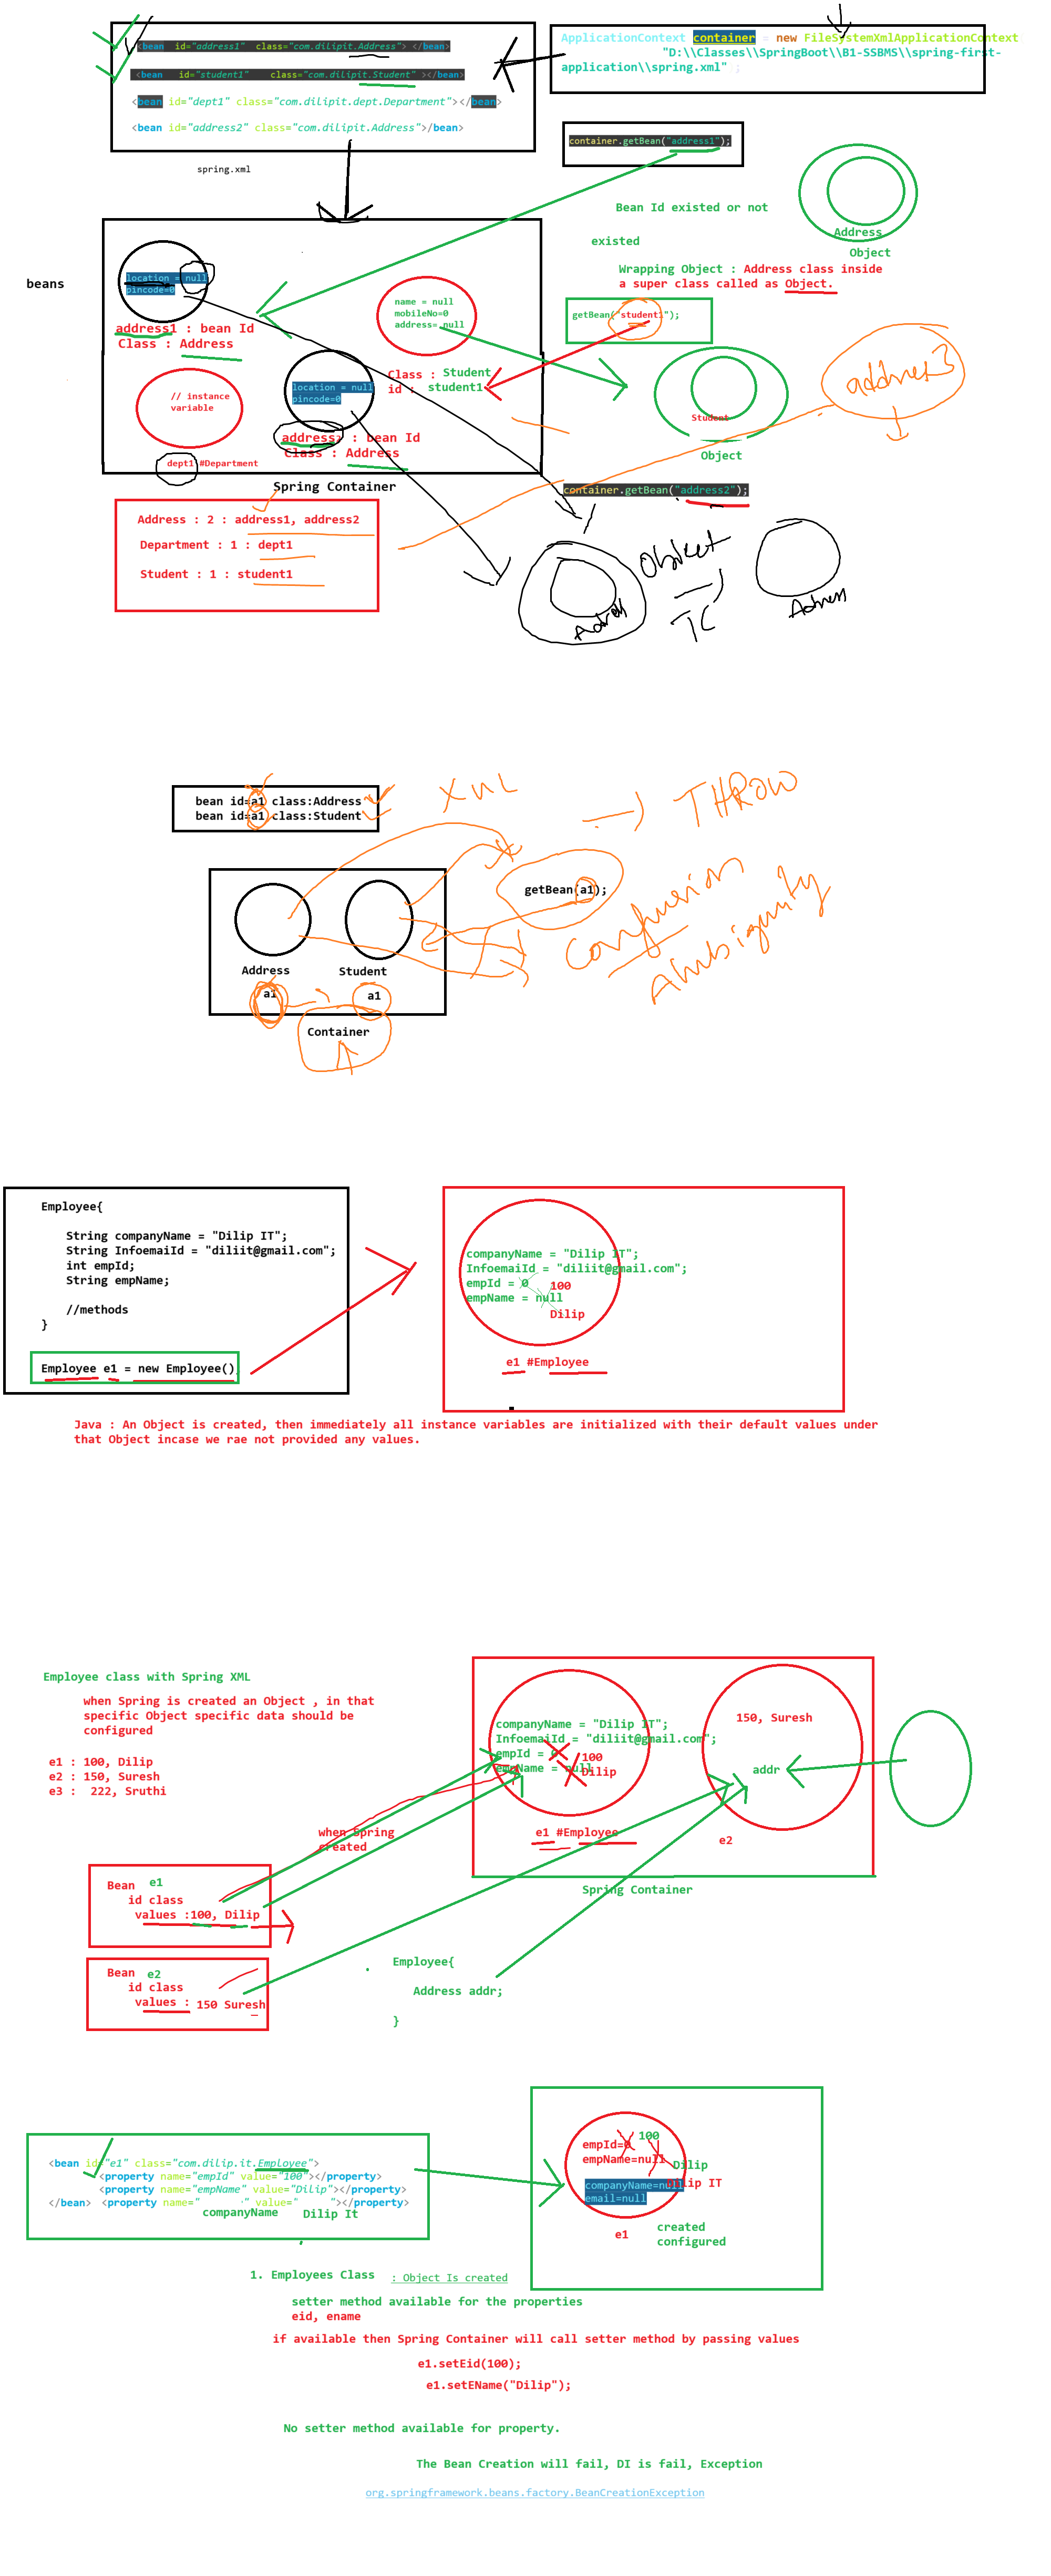 <bean id="address1" class="com.dilipit.Address"> </bean>
<bean id="student1" class="com.dilipit.Student" ></bean>
<bean id="dept1" class="com.dilipit.dept.Department"></bean>
<bean id="address2" class="com.dilipit.Address"></bean>
spring.xml
ApplicationContext container = new FileSystemXmlApplicationContext
"D:\\Classes\\SpringBoot\\B1-SSBMS\\spring-first-
application\\spring.xml" ;
container.getBean("address1");
Bean Id existed or not
existed
Address
Object
Wrapping Object : Address class inside
a super class called as Object.
beans
location = null
pincode=0
address1 : bean Id
Class : Address
name = null
mobileNo=0
address= null
Class : Student
id : student1
getBean("student1");
Student
Object
address3
// instance
variable
dept1 #Department
location = null
pincode=0
address2 : bean Id
Class : Address
Spring Container
container.getBean("address2");
Address : 2 : address1, address2
Department : 1 : dept1
Student : 1 : student1
Object
TC
Adress
bean id=a1 class:Address
bean id=a1 class:Student
XML
THROW
getBean(a1);
Confusion
Ambiguity
Address
Student
a1
a1
Container
Employee{
String companyName = "Dilip IT";
String InfoemaiId = "diliit@gmail.com";
int empId;
String empName;
//methods
}
Employee e1 = new Employee()
companyName = "Dilip IT";
InfoemaiId = "diliit@gmail.com";
empId = 0 100
empName = null
Dilip
e1 #Employee
Java : An Object is created, then immediately all instance variables are initialized with their default values under
that Object incase we rae not provided any values.
Employee class with Spring XML
when Spring is created an Object , in that
specific Object specific data should be
configured
e1 : 100, Dilip
e2 : 150, Suresh
e3 :  222, Sruthi
companyName = "Dilip IT";
InfoemaiId = "diliit@gmail.com";
empId = 0 100
empName = null Dilip
e1 #Employee
150, Suresh
addr
e2
Spring Container
when Spring
created
Bean e1
id class
values :100, Dilip
Bean e2
id class
values : 150 Suresh
Employee{
Address addr;
}
<bean id="e1" class="com.dilip.it.Employee">
<property name="empId" value="100"></property>
<property name="empName" value="Dilip"></property>
</bean> <property name=" " value=" "></property>
companyName Dilip It
empId=0 100
empName=null Dilip
companyName=null Dilip IT
email=null
e1
created
configured
1. Employees Class : Object Is created
setter method available for the properties
eid, ename
if available then Spring Container will call setter method by passing values
e1.setEid(100);
e1.setEName("Dilip");
No setter method available for property.
The Bean Creation will fail, DI is fail, Exception
org.springframework.beans.factory.BeanCreationException